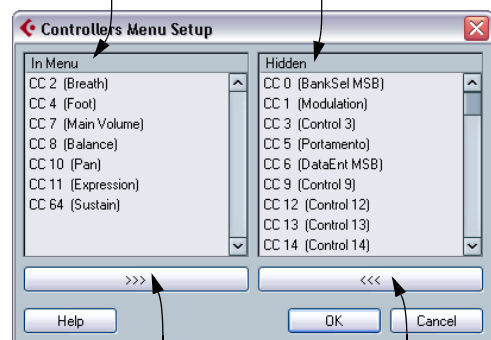 Controllers Menu Setup
In Menu
CC 2 (Breath)
CC 4 (Foot)
CC 7 (Main Volume)
CC 8 (Balance)
CC 10 (Pan)
CC 11 (Expression)
CC 64 (Sustain)
Hidden
CC 0 (BankSel MSB)
CC 1 (Modulation)
CC 3 (Control 3)
CC 5 (Portamento)
CC 6 (DataEnt MSB)
CC 9 (Control 9)
CC 12 (Control 12)
CC 13 (Control 13)
CC 14 (Control 14)
>>>
<<<
Help
OK
Cancel